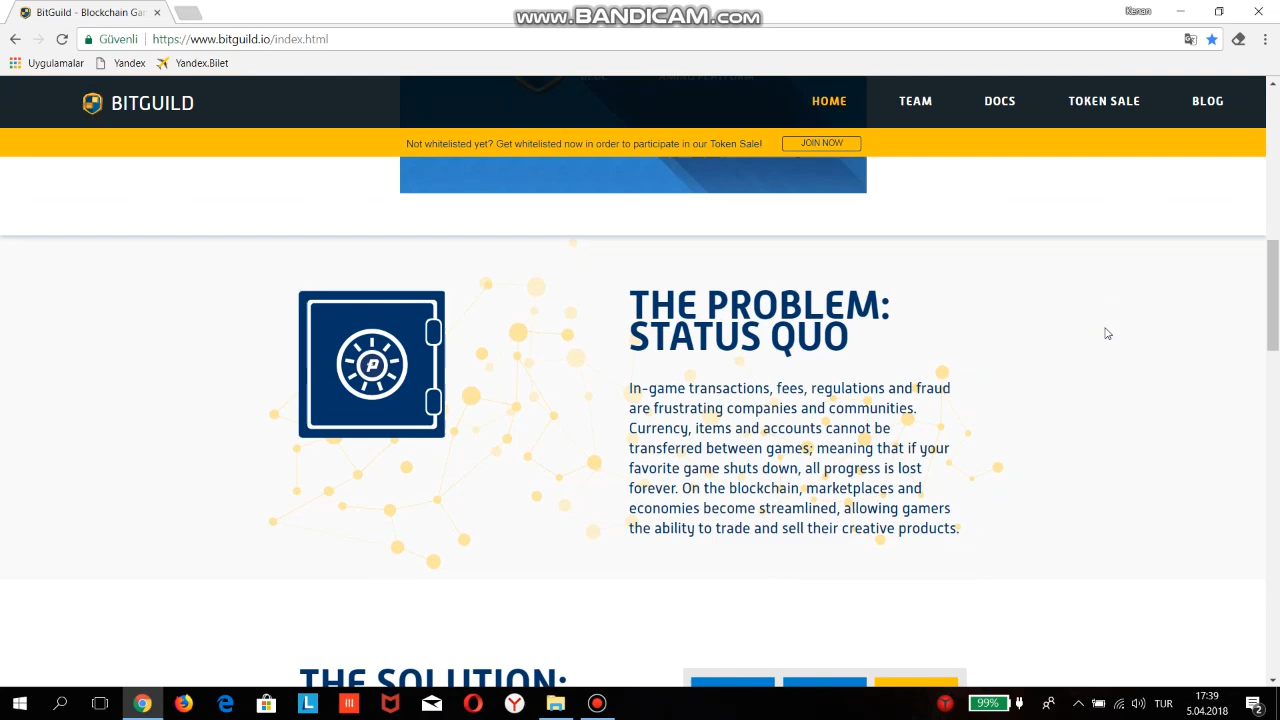 BitGuild - Blockchain Gar
www.BANDICAM.com
Kenan
Güvenli
https://www.bitguild.io/index.html
Uygulamalar
Yandex
Yandex.Bilet
BITGUILD
HOME
TEAM
DOCS
TOKEN SALE
BLOG
Not whitelisted yet? Get whitelisted now in order to participate in our Token Sale!
JOIN NOW
THE PROBLEM:
STATUS QUO
In-game transactions, fees, regulations and fraud
are frustrating companies and communities.
Currency, items and accounts cannot be
transferred between games; meaning that if your
favorite game shuts down, all progress is lost
forever. On the blockchain, marketplaces and
economies become streamlined, allowing gamers
the ability to trade and sell their creative products.
THE SOLUTION:
99%
TUR
17:39
5.04.2018
2